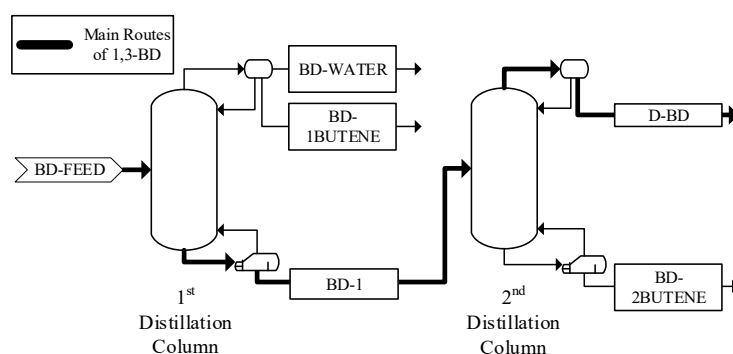 Main Routes
of 1,3-BD
BD-WATER
BD-
1BUTENE
D-BD
BD-FEED
BD-1
BD-
2BUTENE
1st
Distillation
Column
2nd
Distillation
Column